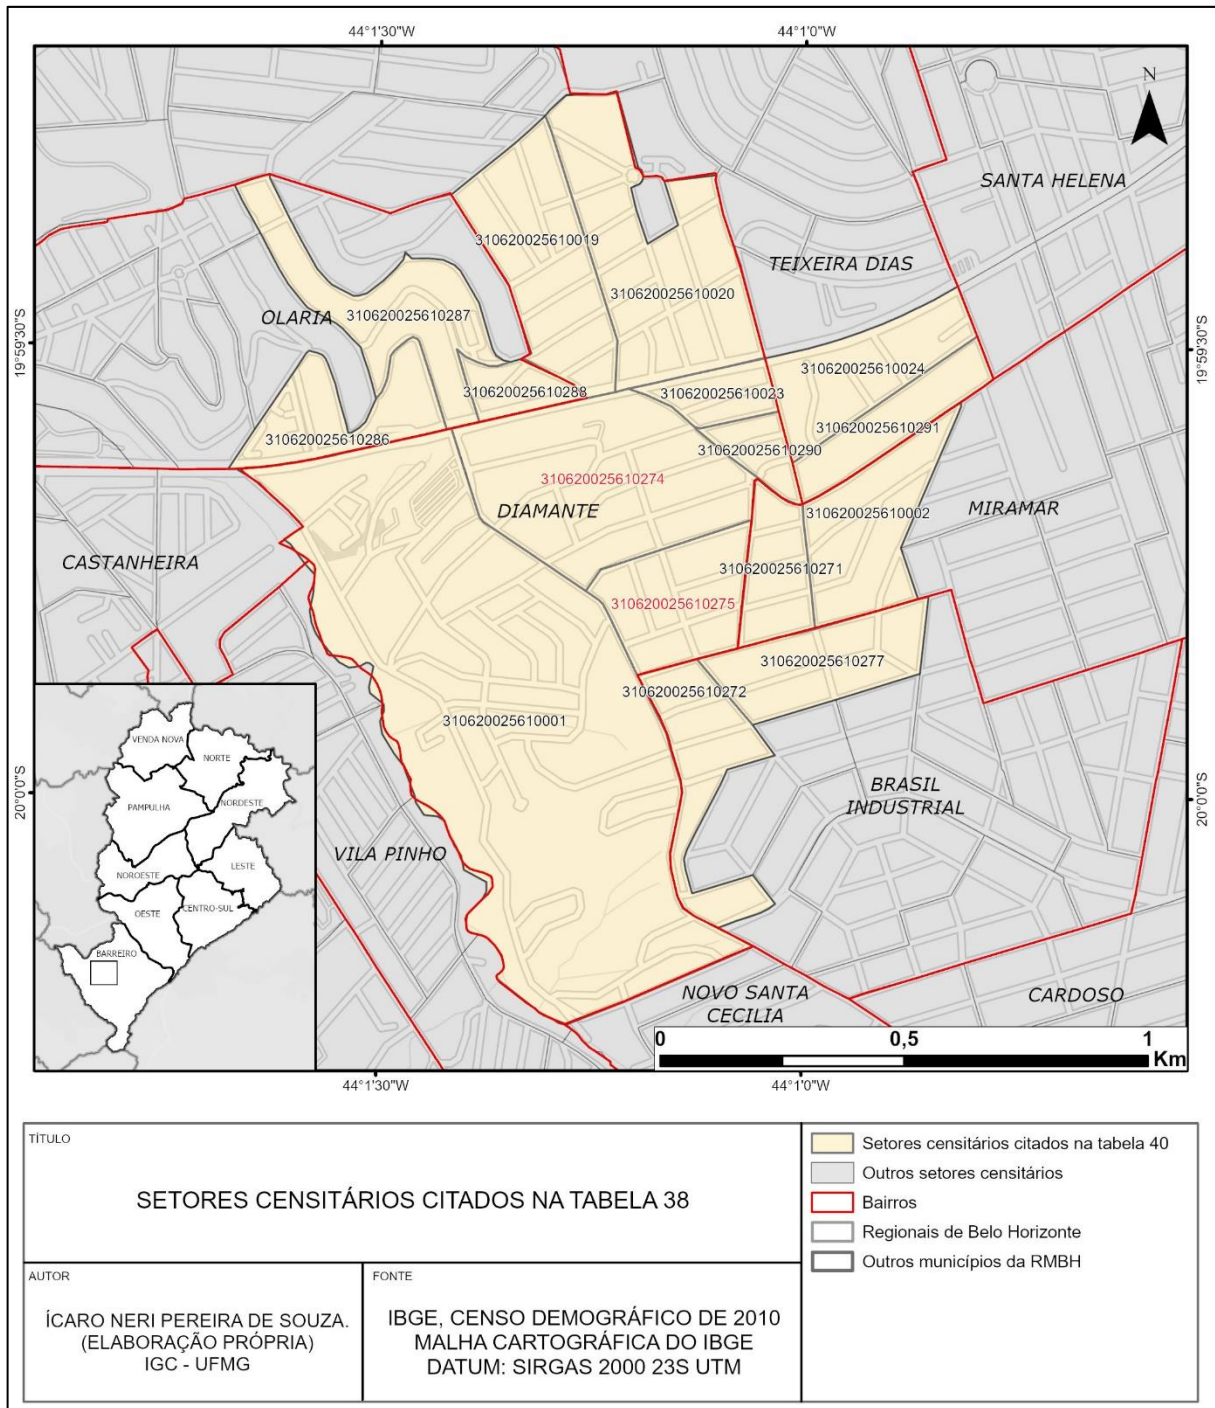 44°1'30"W
44°1'0"W
N
SANTA HELENA
310620025610019
TEIXEIRA DIAS
310620025610020
OLARIA
310620025610287
19°59'30"S
19°59'30"S
310620025610024
310620025610288
310620025610023
310620025610291
310620025610286
310620025610290
310620025610274
DIAMANTE
310620025610002
MIRAMAR
CASTANHEIRA
310620025610271
310620025610275
310620025610277
310620025610272
310620025610001
VENDA NOVA
NORTE
PAMPULHA
NORDESTE
20°0'0"S
20°0'0"S
BRASIL
INDUSTRIAL
VILA PINHO
LESTE
NOROESTE
CENTRO-SUL
OESTE
BARREIRO
NOVO SANTA
CECILIA
CARDOSO
0
0,5
1
Km
44°1'30"W
44°1'0"W
TÍTULO
SETORES CENSITÁRIOS CITADOS NA TABELA 38
AUTOR
ÍCARO NERI PEREIRA DE SOUZA.
(ELABORAÇÃO PRÓPRIA)
IGC - UFMG
FONTE
IBGE, CENSO DEMOGRÁFICO DE 2010
MALHA CARTOGRÁFICA DO IBGE
DATUM: SIRGAS 2000 23S UTM
Setores censitários citados na tabela 40
Outros setores censitários
Bairros
Regionais de Belo Horizonte
Outros municípios da RMBH